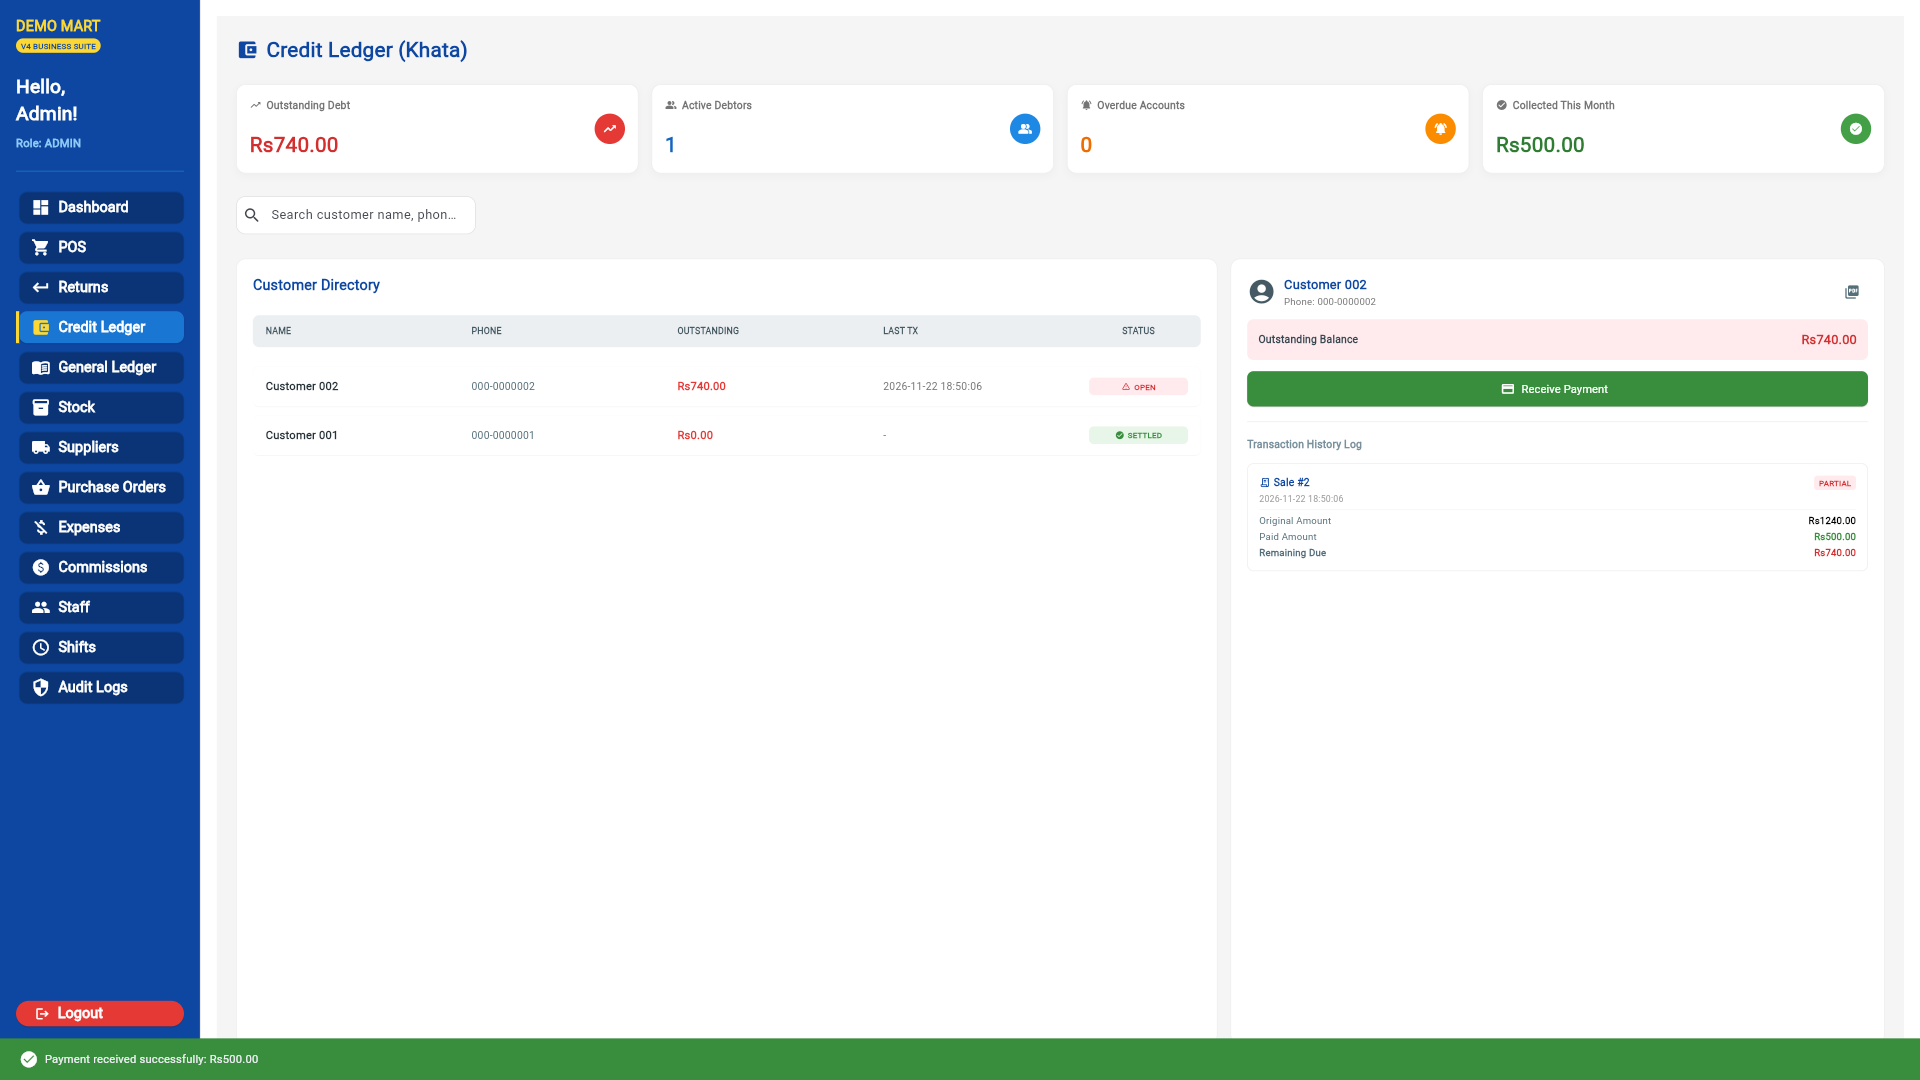 DEMO MART
V4 BUSINESS SUITE
Hello,
Admin!
Role: ADMIN
Dashboard
POS
Returns
Credit Ledger
General Ledger
Stock
Suppliers
Purchase Orders
Expenses
Commissions
Staff
Shifts
Audit Logs
Logout
Credit Ledger (Khata)
Outstanding Debt
Rs740.00
Active Debtors
1
Overdue Accounts
0
Collected This Month
Rs500.00
Search customer name, phon...
Customer Directory
NAME PHONE OUTSTANDING LAST TX STATUS
Customer 002 000-0000002 Rs740.00 2026-11-22 18:50:06 OPEN
Customer 001 000-0000001 Rs0.00 - SETTLED
Customer 002
Phone: 000-0000002
PDF
Outstanding Balance Rs740.00
Receive Payment
Transaction History Log
Sale #2 PARTIAL
2026-11-22 18:50:06
Original Amount Rs1240.00
Paid Amount Rs500.00
Remaining Due Rs740.00
Payment received successfully: Rs500.00